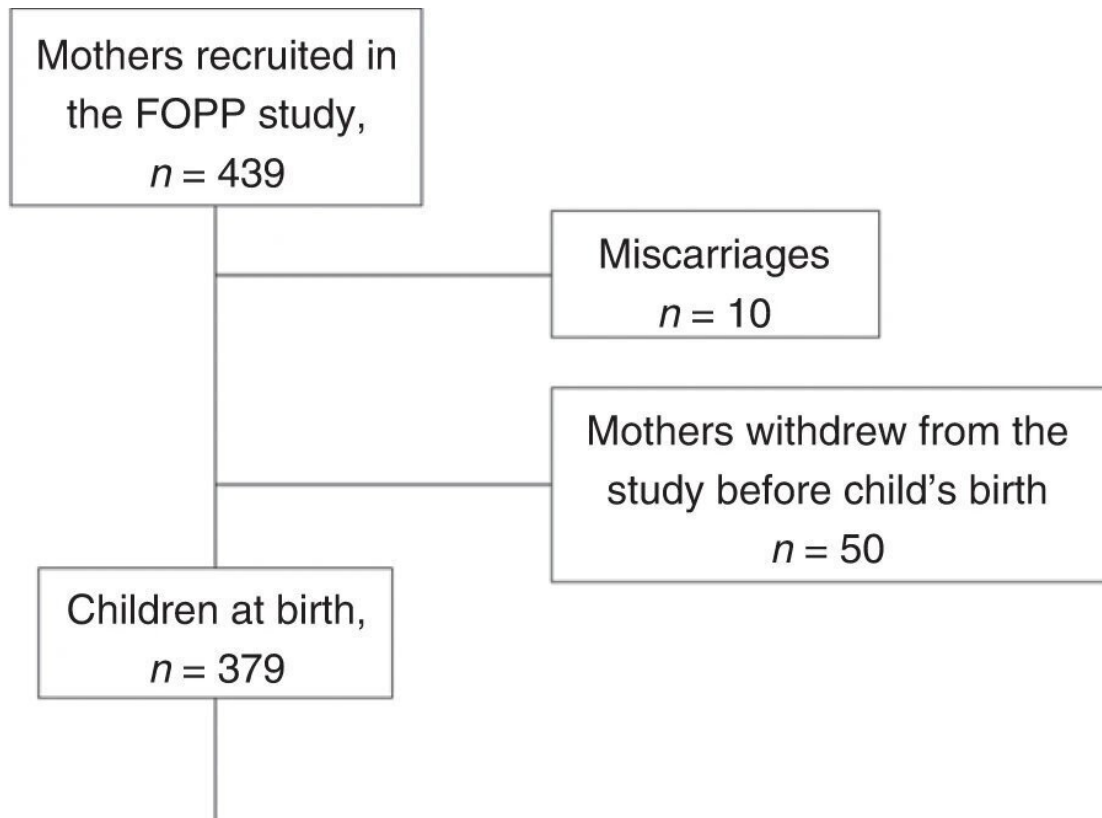 Mothers recruited in
the FOPP study,
n = 439
Miscarriages
n = 10
Mothers withdrew from the
study before child’s birth
n = 50
Children at birth,
n = 379